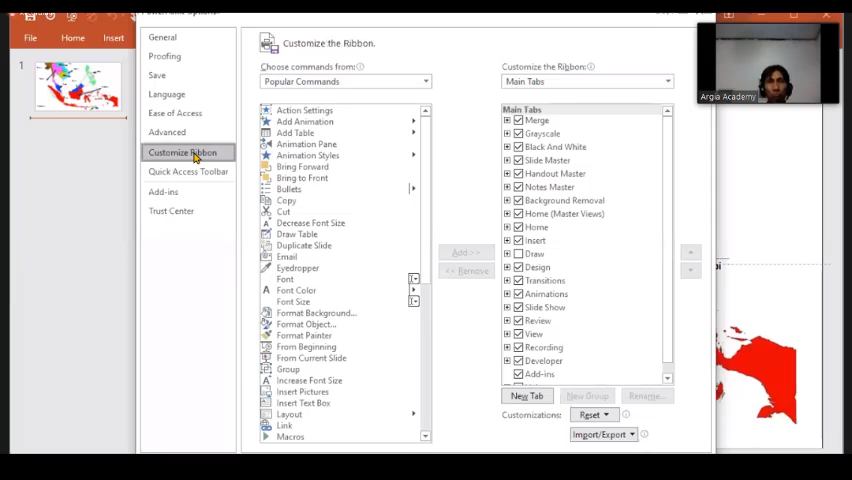 File Home Insert
1
General
Proofing
Save
Language
Ease of Access
Advanced
Customize Ribbon
Quick Access Toolbar
Add-ins
Trust Center
Customize the Ribbon.
Choose commands from:
Popular Commands
Action Settings
Add Animation
Add Table
Animation Pane
Animation Styles
Bring Forward
Bring to Front
Bullets
Copy
Cut
Decrease Font Size
Draw Table
Duplicate Slide
Email
Eyedropper
Font
Font Color
Font Size
Format Background...
Format Object...
Format Painter
From Beginning
From Current Slide
Group
Increase Font Size
Insert Pictures
Insert Text Box
Layout
Link
Macros
Add >>
<< Remove
Customize the Ribbon:
Main Tabs
Main Tabs
Merge
Grayscale
Black And White
Slide Master
Handout Master
Notes Master
Background Removal
Home (Master Views)
Home
Insert
Draw
Design
Transitions
Animations
Slide Show
Review
View
Recording
Developer
Add-ins
New Tab New Group Rename...
Customizations: Reset
Import/Export
Argia Academy